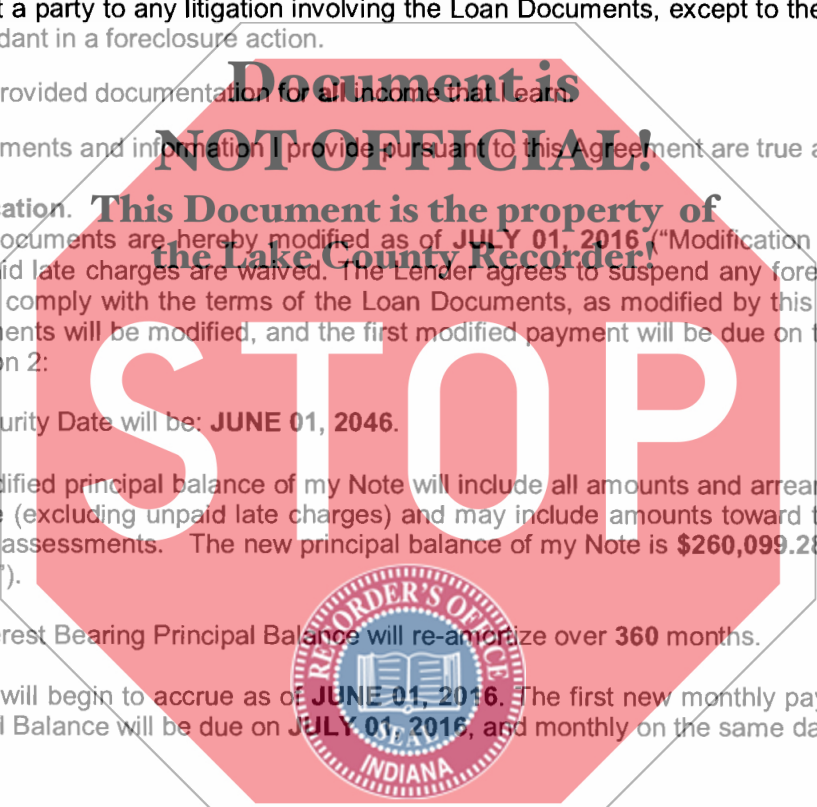 t a party to any litigation involving the Loan Documents, except to the
dant in a foreclosure action.
Document is
rovided documentation for all income that I earn.
NOT OFFICIAL!
ments and information I provide pursuant to this Agreement are true a
ation.
This Document is the property of
ocuments are hereby modified as of JULY 01, 2016 (“Modification
the Lake County Recorder!
id late charges are waived. The Lender agrees to suspend any fore
comply with the terms of the Loan Documents, as modified by this
ents will be modified, and the first modified payment will be due on t
on 2:
STOP
urity Date will be: JUNE 01, 2046.
dified principal balance of my Note will include all amounts and arrear
e (excluding unpaid late charges) and may include amounts toward t
assessments. The new principal balance of my Note is $260,099.28
”).
RECORDER'S OFFICE
erest Bearing Principal Balance will re-amortize over 360 months.
will begin to accrue as of JUNE 01, 2016. The first new monthly pay
d Balance will be due on JULY 01, 2016, and monthly on the same da
SEAL
INDIANA